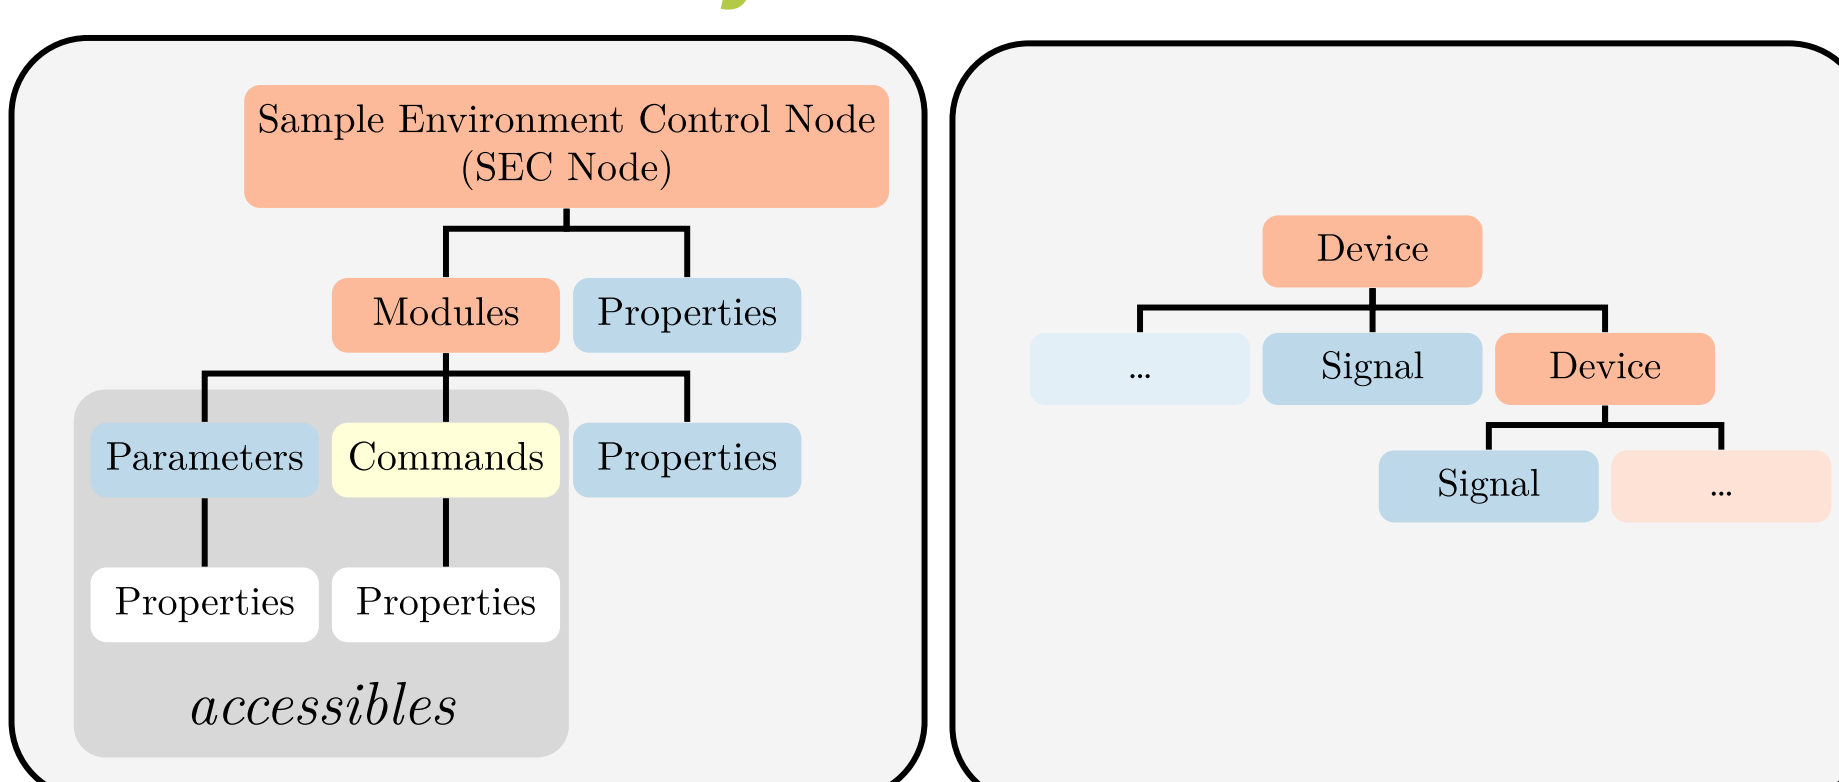 Sample Environment Control Node
(SEC Node)
Modules
Properties
Parameters
Commands
Properties
Properties
Properties
accessibles
Device
...
Signal
Device
Signal
...